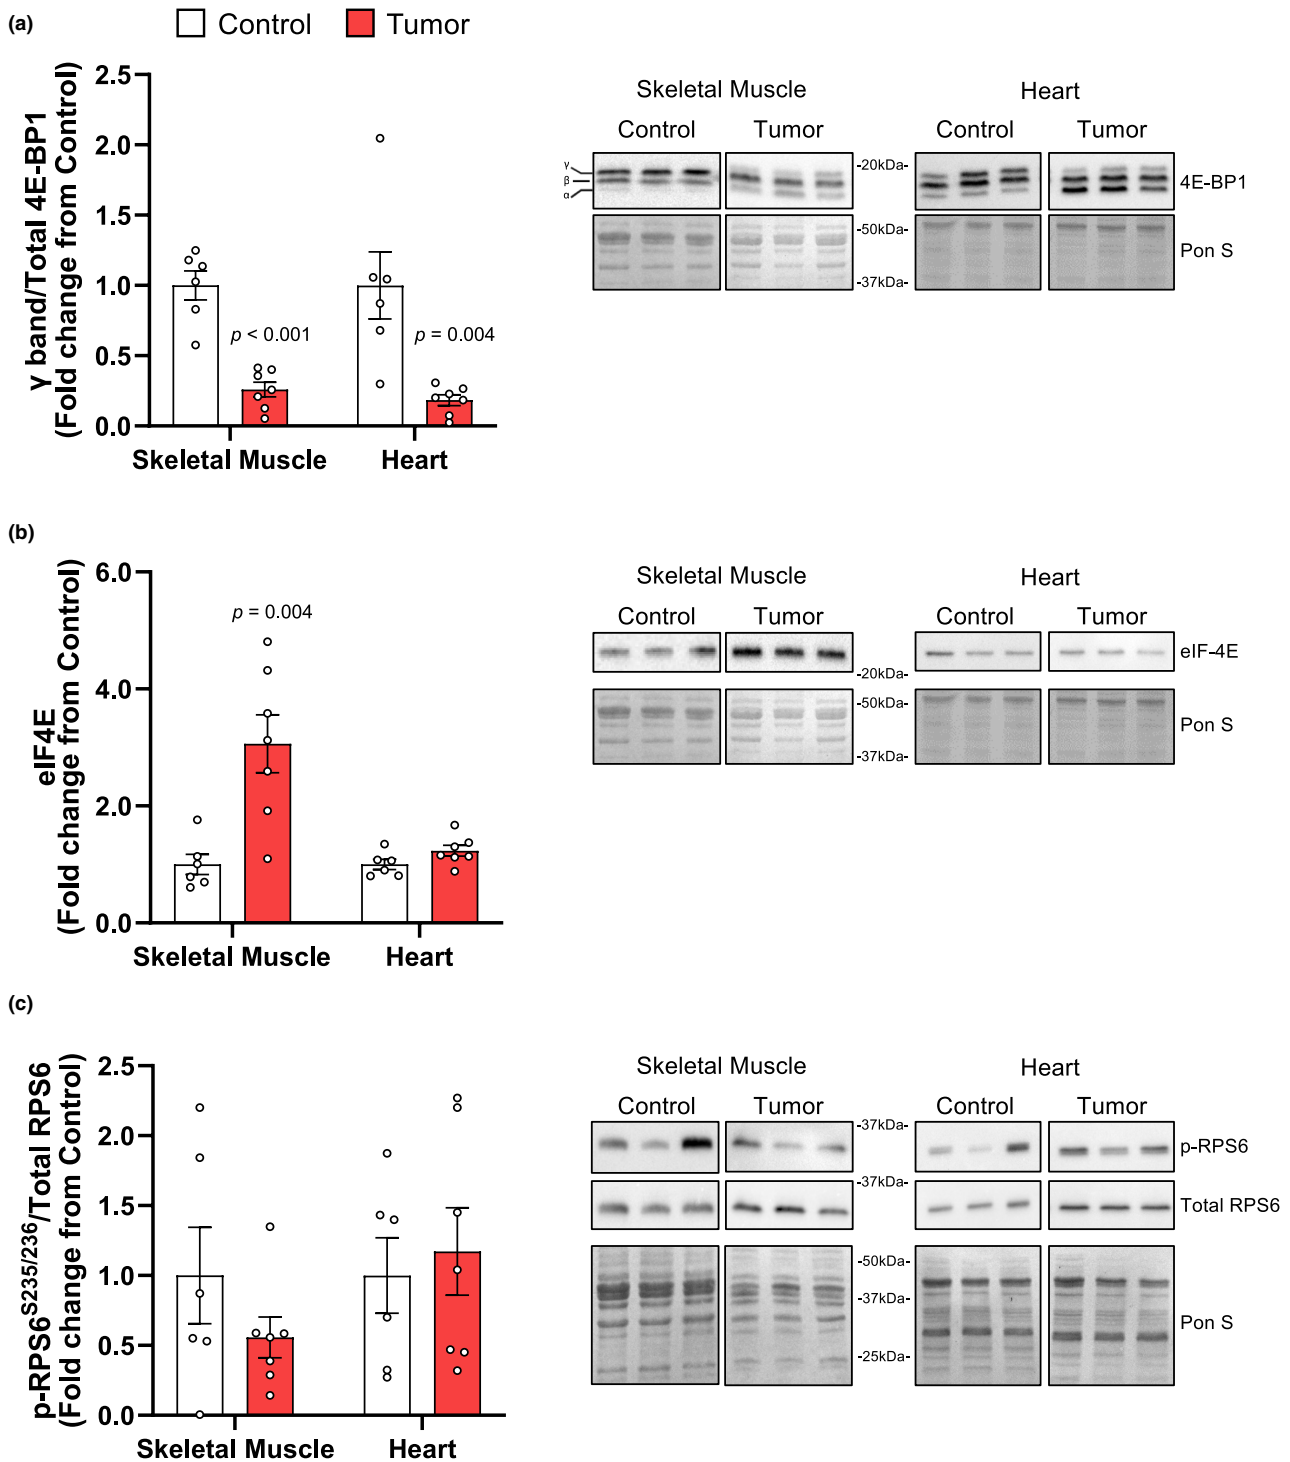 (a)
Control Tumor
γ band/Total 4E-BP1
(Fold change from Control)
2.5
2.0
1.5
1.0
0.5
0.0
p < 0.001
p = 0.004
Skeletal Muscle Heart
Skeletal Muscle Heart
Control Tumor Control Tumor
γ
β
α
-20kDa-
4E-BP1
-50kDa-
Pon S
-37kDa-
(b)
eIF4E
(Fold change from Control)
6.0
4.0
2.0
0.0
p = 0.004
Skeletal Muscle Heart
Skeletal Muscle Heart
Control Tumor Control Tumor
eIF-4E
-20kDa-
-50kDa-
Pon S
-37kDa-
(c)
p-RPS6S235/236/Total RPS6
(Fold change from Control)
2.5
2.0
1.5
1.0
0.5
0.0
Skeletal Muscle Heart
Skeletal Muscle Heart
Control Tumor Control Tumor
-37kDa-
p-RPS6
-37kDa-
Total RPS6
-50kDa-
-37kDa-
Pon S
-25kDa-